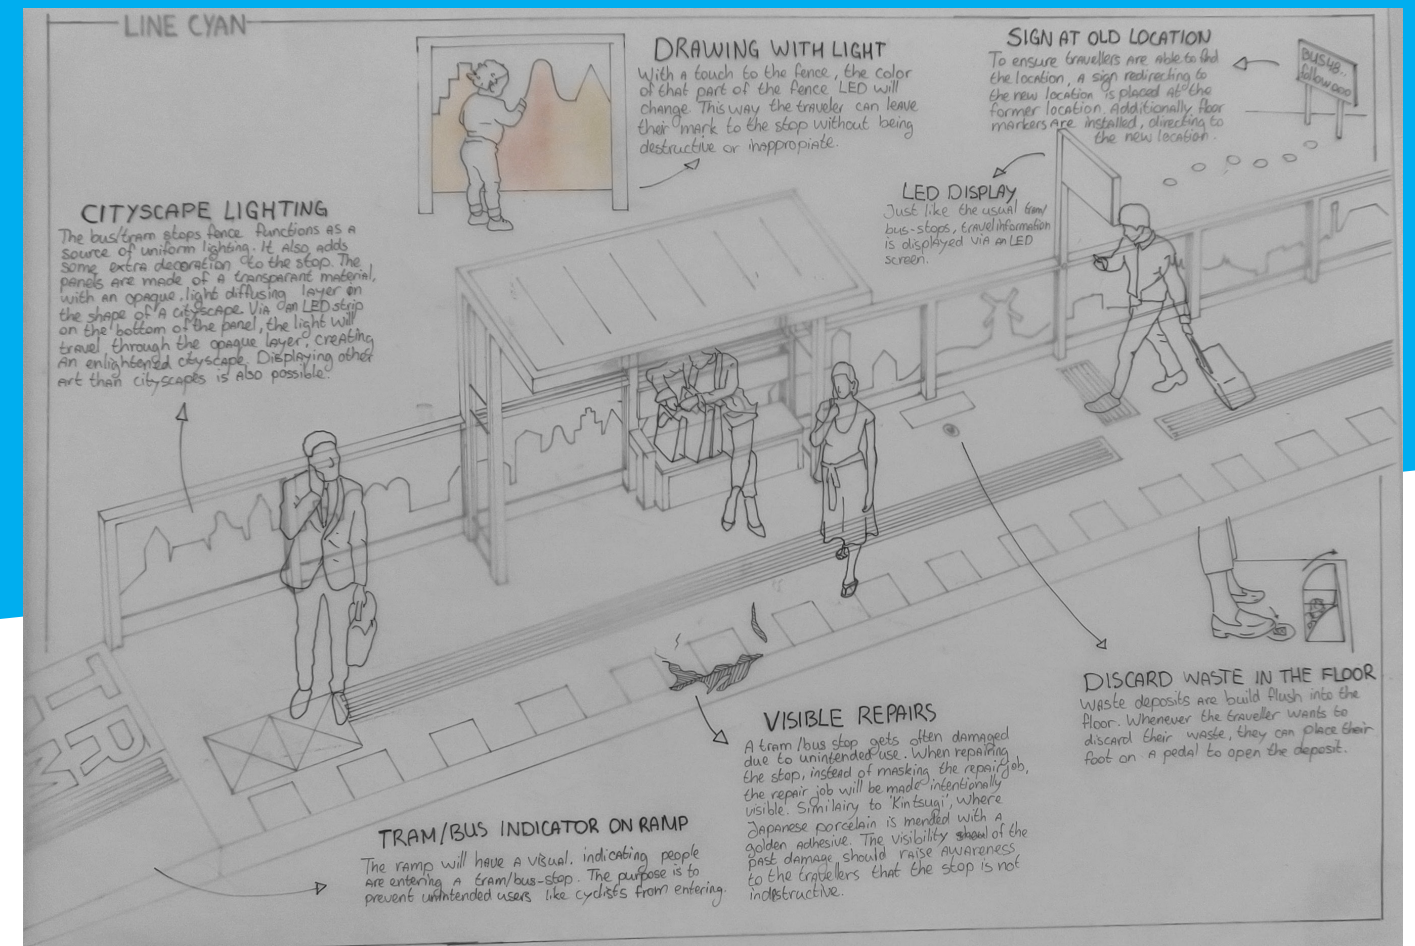 LINE CYAN
DRAWING WITH LIGHT
With a touch to the fence, the color
of that part of the fence LED will
change. This way the traveler can leave
their mark to the stop without being
destructive or inappropiate.
SIGN AT OLD LOCATION
To ensure travellers are able to find
the location, a sign redirecting to
the new location is placed at the
former location. Additionally floor
markers are installed, directing to
the new location.
BUS 40..
follow ooo
LED DISPLAY
Just like the usual tram/
bus-stops, travel information
is displayed via an LED
screen.
CITYSCAPE LIGHTING
The bus/tram stops fence functions as a
source of uniform lighting. It also adds
some extra decoration to the stop. The
panels are made of a transparant material,
with an opaque light diffusing layer in
the shape of a cityscape. Via an LED strip
on the bottom of the panel, the light will
travel through the opaque layer, creating
an enlightened cityscape. Displaying other
art than cityscapes is also possible.
DISCARD WASTE IN THE FLOOR
Waste deposits are build flush into the
floor. Whenever the traveller wants to
discard their waste, they can place their
foot on a pedal to open the deposit.
VISIBLE REPAIRS
A tram/bus stop gets often damaged
due to unintended use. When repairing
the stop, instead of masking the repair job,
the repair job will be made intentionally
visible. Similairy to 'Kintsugi', where
Japanese porcelain is mended with a
golden adhesive. The visibility of the
past damage should raise awareness
to the travellers that the stop is not
indestructive.
TRAM/BUS INDICATOR ON RAMP
The ramp will have a visual. indicating people
are entering a tram/bus-stop. The purpose is to
prevent unintended users like cyclists from entering.